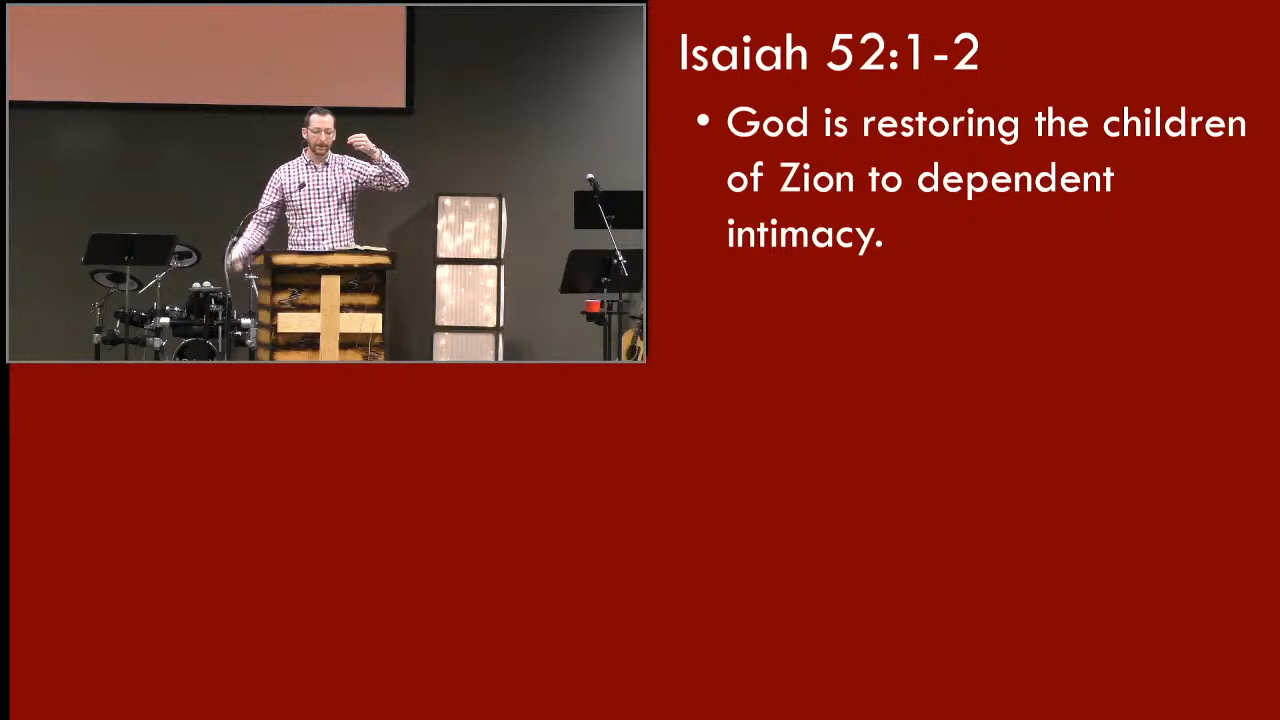 Isaiah 52:1-2
• God is restoring the children
of Zion to dependent
intimacy.